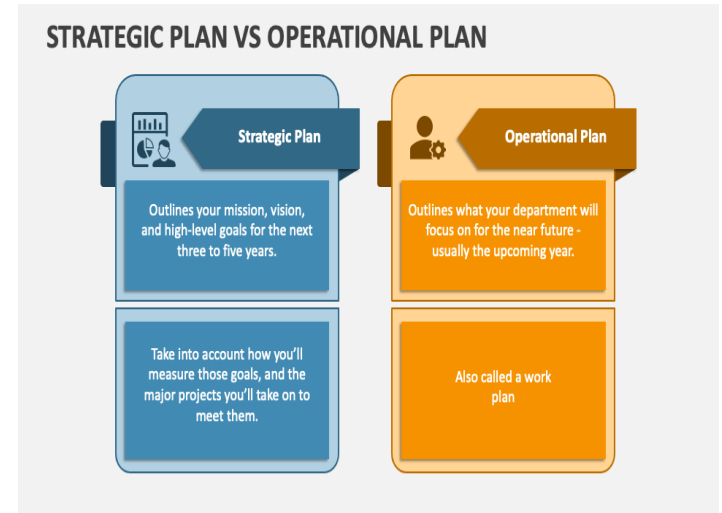 STRATEGIC PLAN VS OPERATIONAL PLAN
Strategic Plan
Outlines your mission, vision,
and high-level goals for the next
three to five years.
Take into account how you'll
measure those goals, and the
major projects you'll take on to
meet them.
Operational Plan
Outlines what your department will
focus on for the near future -
usually the upcoming year.
Also called a work
plan